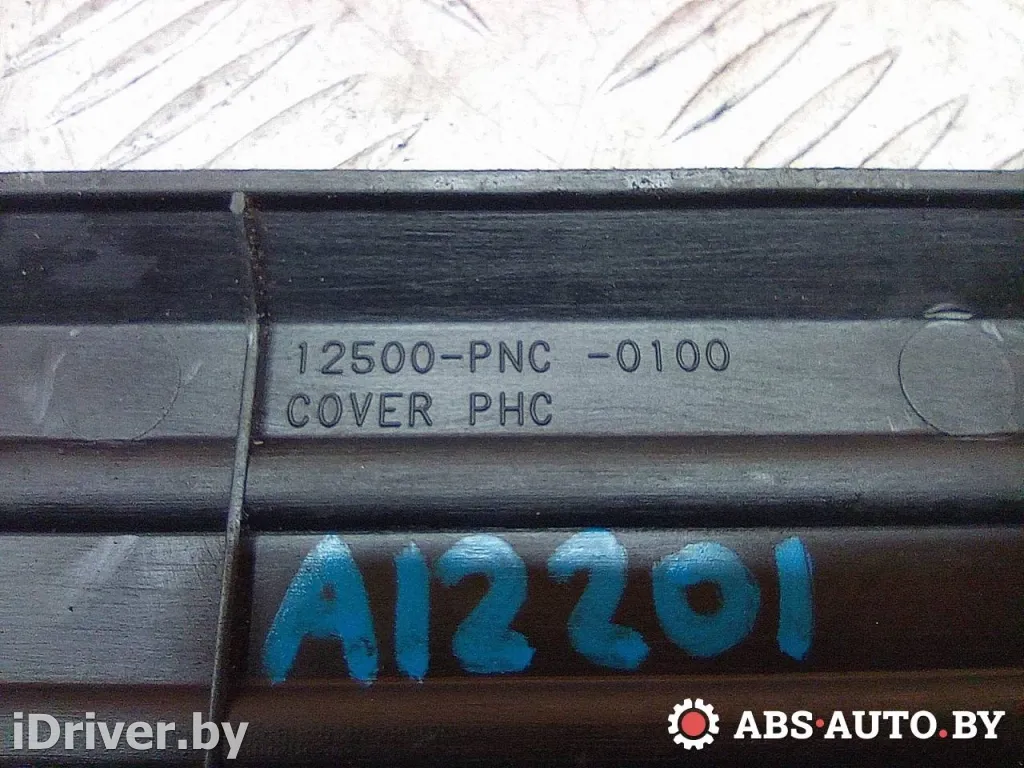 12500-PNC -0100
COVER PHC
A12201
iDriver.by
ABS·AUTO.BY